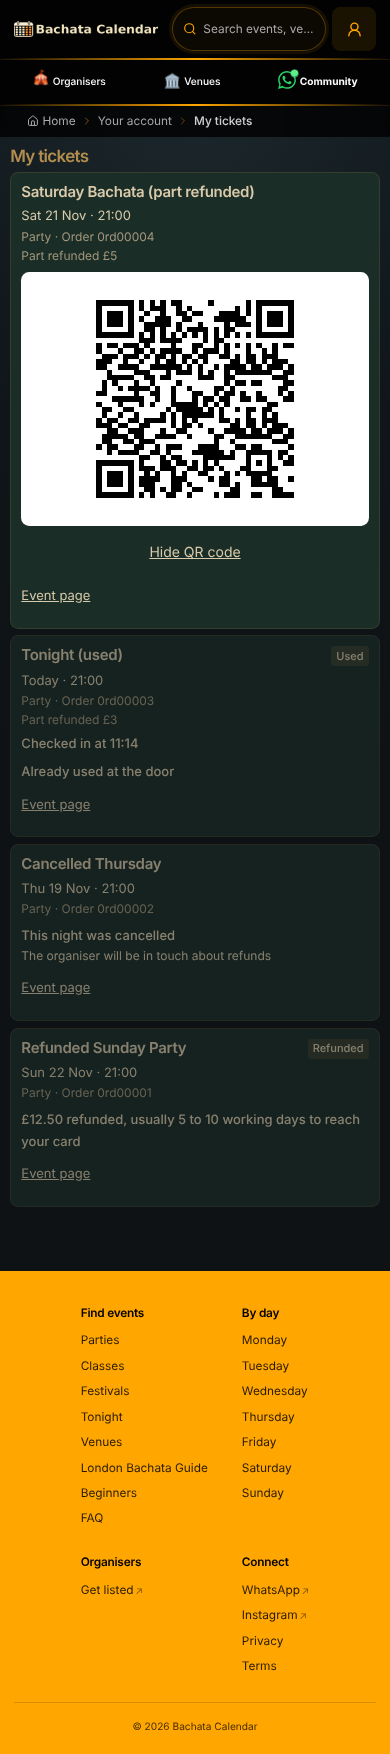 Bachata Calendar
Search events, ve...
Organisers
Venues
Community
Home > Your account > My tickets
My tickets
Saturday Bachata (part refunded)
Sat 21 Nov · 21:00
Party · Order 0rd00004
Part refunded £5
Hide QR code
Event page
Tonight (used)
Used
Today · 21:00
Party · Order 0rd00003
Part refunded £3
Checked in at 11:14
Already used at the door
Event page
Cancelled Thursday
Thu 19 Nov · 21:00
Party · Order 0rd00002
This night was cancelled
The organiser will be in touch about refunds
Event page
Refunded Sunday Party
Refunded
Sun 22 Nov · 21:00
Party · Order 0rd00001
£12.50 refunded, usually 5 to 10 working days to reach
your card
Event page
Find events
Parties
Classes
Festivals
Tonight
Venues
London Bachata Guide
Beginners
FAQ
By day
Monday
Tuesday
Wednesday
Thursday
Friday
Saturday
Sunday
Organisers
Get listed ↗
Connect
WhatsApp ↗
Instagram ↗
Privacy
Terms
© 2026 Bachata Calendar